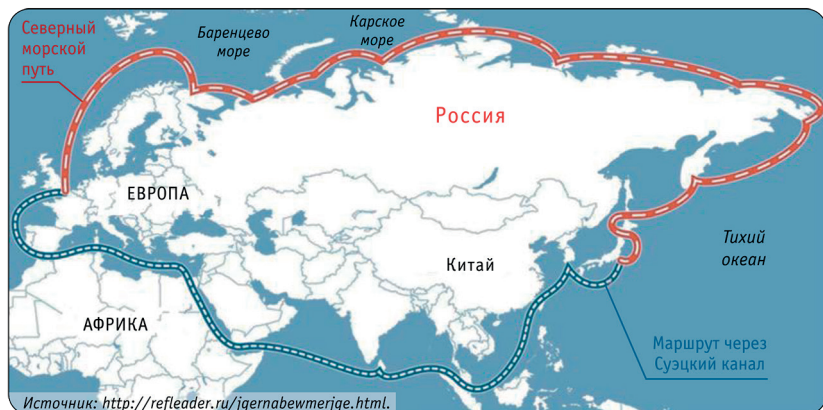 Северный
морской
путь
Баренцево
море
Карское
море
Россия
ЕВРОПА
Китай
Тихий
океан
АФРИКА
Маршрут через
Суэцкий канал
Источник: http://refleader.ru/jgernabewmerjge.html.